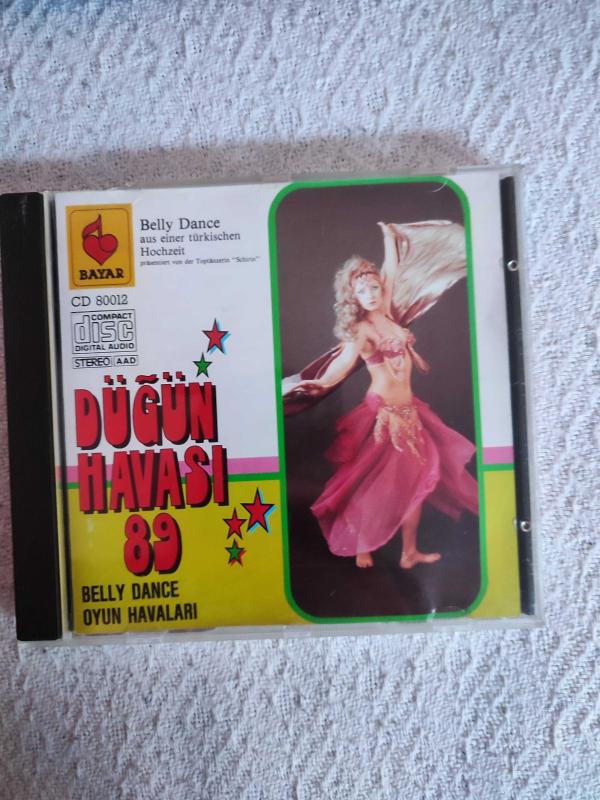 BAYAR
Belly Dance
aus einer türkischen
Hochzeit
präsentiert von der Toptänzerin "Schirin"
CD 80012
COMPACT
disc
DIGITAL AUDIO
STEREO AAD
DÜĞÜN
HAVASI
89
BELLY DANCE
OYUN HAVALARI